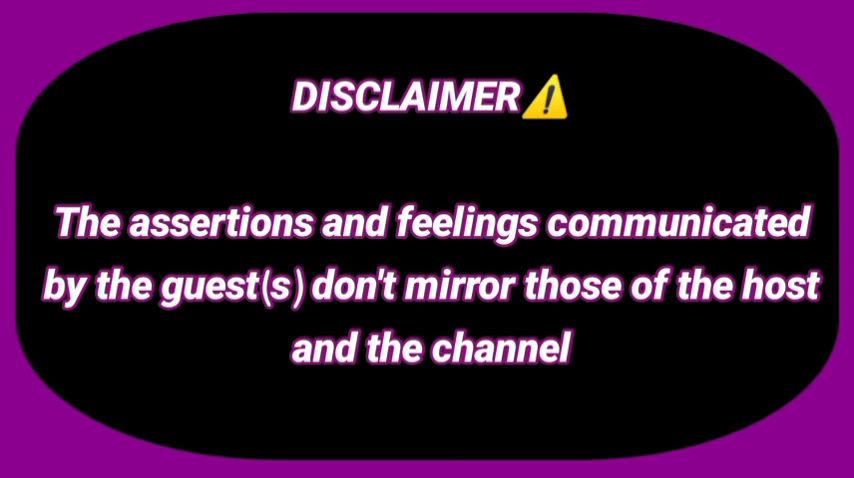 DISCLAIMER⚠️
The assertions and feelings communicated
by the guest(s) don't mirror those of the host
and the channel